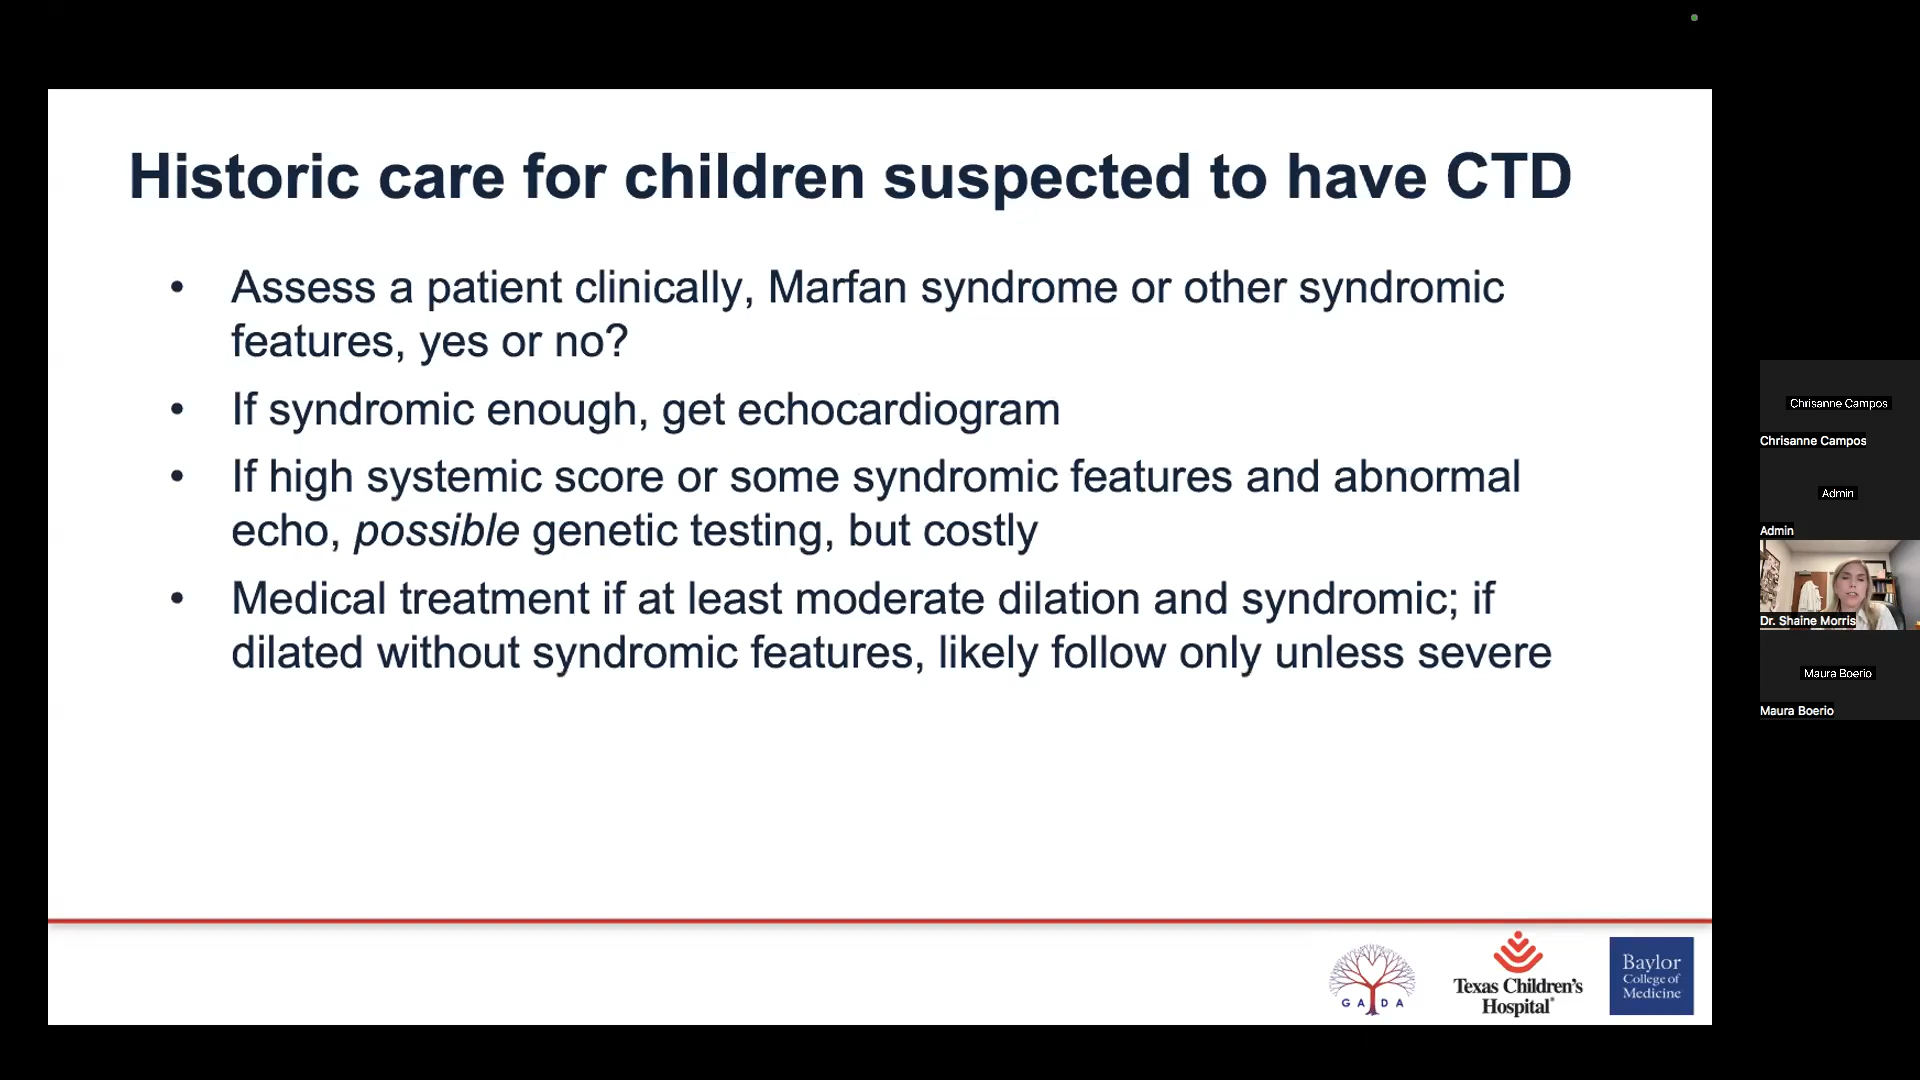 Historic care for children suspected to have CTD
• Assess a patient clinically, Marfan syndrome or other syndromic
features, yes or no?
• If syndromic enough, get echocardiogram
• If high systemic score or some syndromic features and abnormal
echo, possible genetic testing, but costly
• Medical treatment if at least moderate dilation and syndromic; if
dilated without syndromic features, likely follow only unless severe
GADA
Texas Children's
Hospital
Baylor
College of
Medicine
Chrisanne Campos
Chrisanne Campos
Admin
Admin
Dr. Shaine Morris
Maura Boerio
Maura Boerio